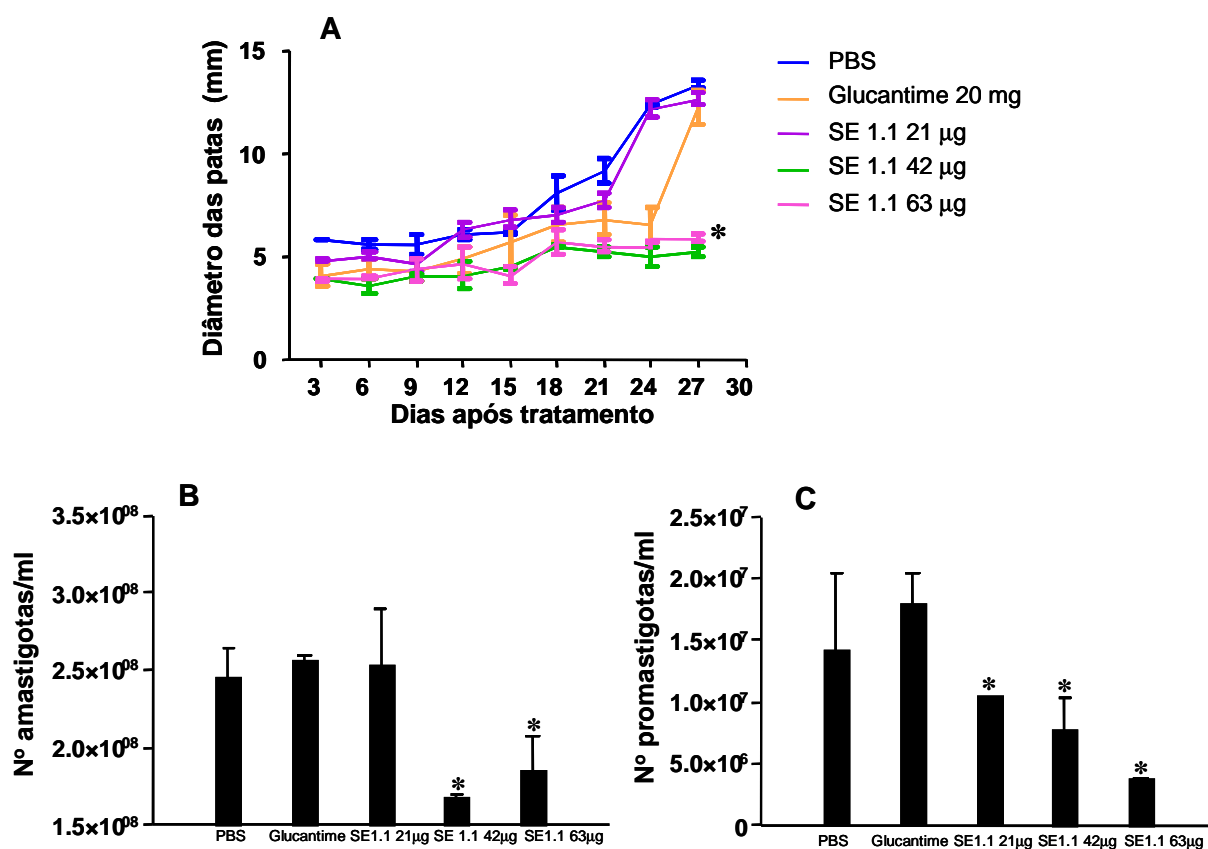 A
Diâmetro das patas (mm)
15
10
5
0
3 6 9 12 15 18 21 24 27 30
Dias após tratamento
PBS
Glucantime 20 mg
SE 1.1 21 µg
SE 1.1 42 µg
SE 1.1 63 µg
*
B
Nº amastigotas/ml
3.5×10⁰⁸
3.0×10⁰⁸
2.5×10⁰⁸
2.0×10⁰⁸
1.5×10⁰⁸
* *
PBS Glucantime SE1.1 21µg SE 1.1 42µg SE1.1 63µg
C
Nº promastigotas/ml
2.5×10⁷
2.0×10⁷
1.5×10⁷
1.0×10⁷
5.0×10⁶
0
* * *
PBS Glucantime SE1.1 21µg SE1.1 42µg SE1.1 63µg